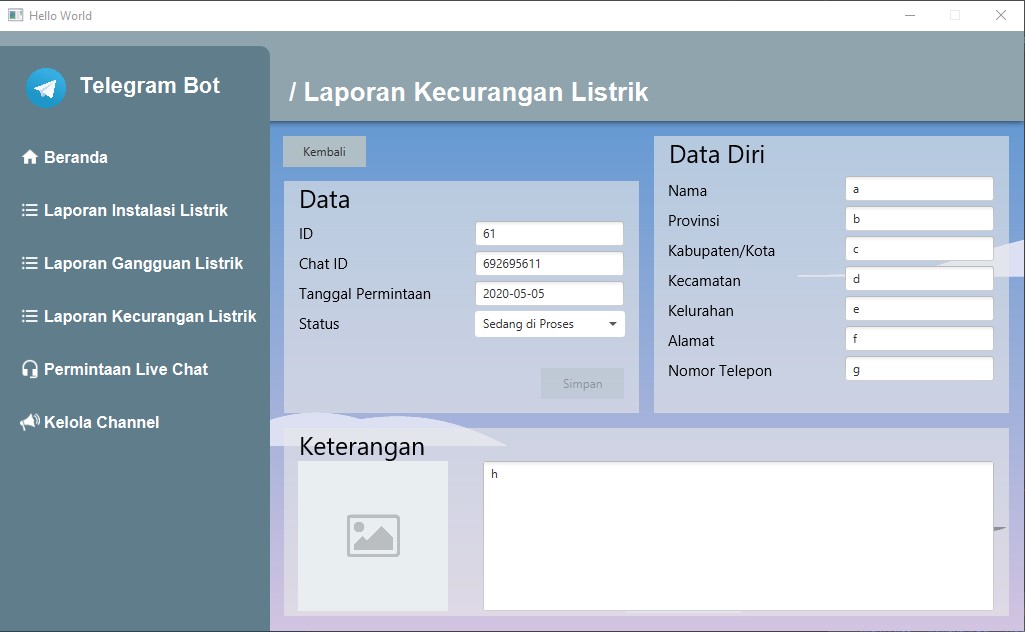 Hello World
Telegram Bot
/ Laporan Kecurangan Listrik
Beranda
Laporan Instalasi Listrik
Laporan Gangguan Listrik
Laporan Kecurangan Listrik
Permintaan Live Chat
Kelola Channel
Kembali
Data
ID 61
Chat ID 692695611
Tanggal Permintaan 2020-05-05
Status Sedang di Proses
Simpan
Data Diri
Nama a
Provinsi b
Kabupaten/Kota c
Kecamatan d
Kelurahan e
Alamat f
Nomor Telepon g
Keterangan
h